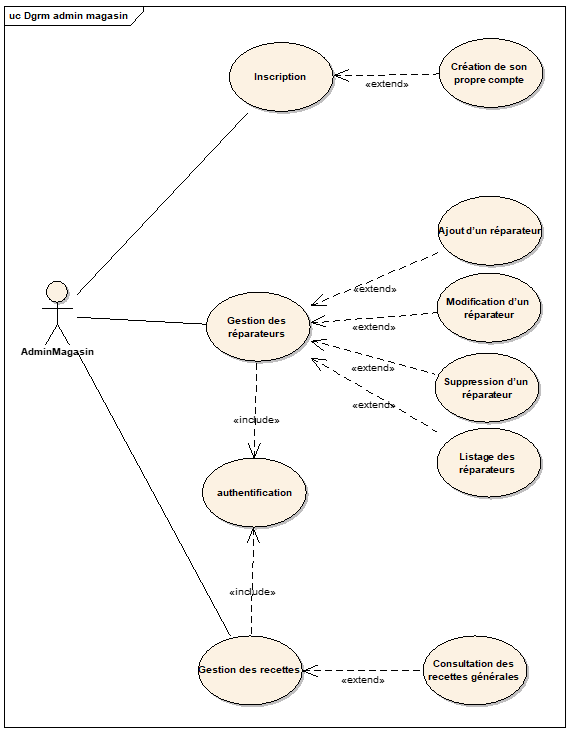 uc Dgrm admin magasin
Inscription
«extend»
Création de son
propre compte
Ajout d'un réparateur
«extend»
Modification d'un
réparateur
«extend»
Gestion des
réparateurs
AdminMagasin
«extend»
Suppression d'un
réparateur
«extend»
Listage des
réparateurs
«include»
authentification
«include»
Gestion des recettes
«extend»
Consultation des
recettes générales